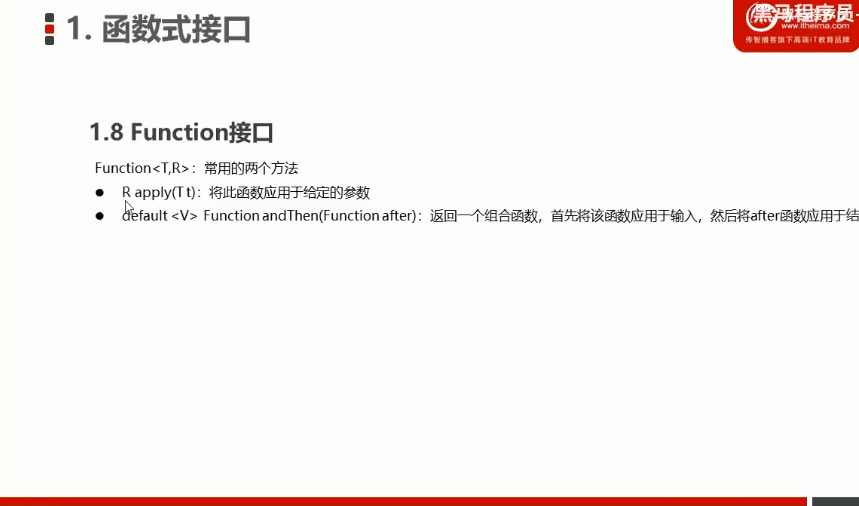 1. 函数式接口
黑马程序员
www.itheima.com
传智播客旗下高端IT教育品牌
1.8 Function接口
Function<T,R>：常用的两个方法
● R apply(T t)：将此函数应用于给定的参数
● default <V> Function andThen(Function after)：返回一个组合函数，首先将该函数应用于输入，然后将after函数应用于结